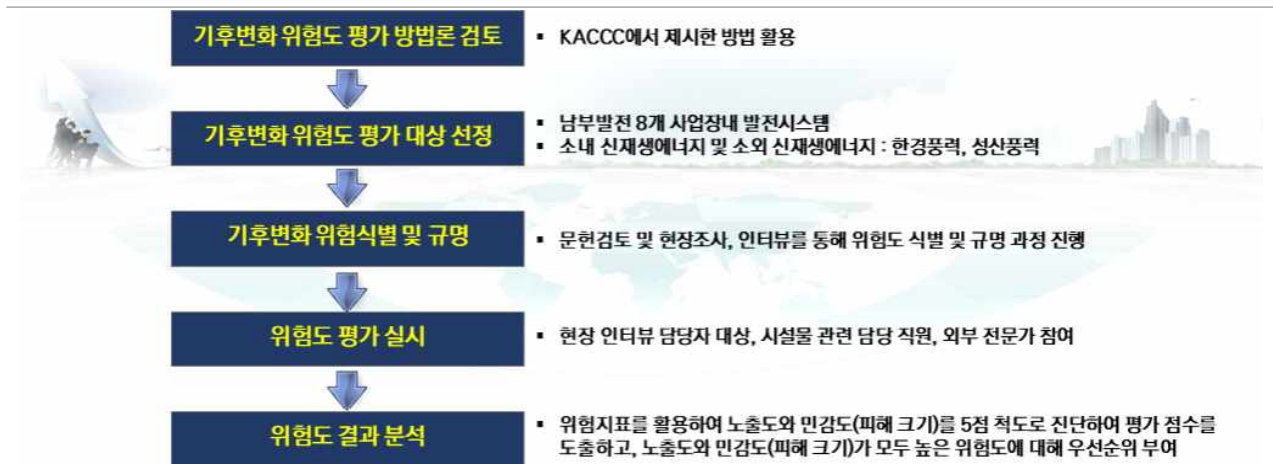 기후변화 위험도 평가 방법론 검토
▪ KACCC에서 제시한 방법 활용
기후변화 위험도 평가 대상 선정
▪ 남부발전 8개 사업장내 발전시스템
▪ 소내 신재생에너지 및 소외 신재생에너지 : 한경풍력, 성산풍력
기후변화 위험식별 및 규명
▪ 문헌검토 및 현장조사, 인터뷰를 통해 위험도 식별 및 규명 과정 진행
위험도 평가 실시
▪ 현장 인터뷰 담당자 대상, 시설물 관련 담당 직원, 외부 전문가 참여
위험도 결과 분석
▪ 위험지표를 활용하여 노출도와 민감도(피해 크기)를 5점 척도로 진단하여 평가 점수를
도출하고, 노출도와 민감도(피해 크기)가 모두 높은 위험도에 대해 우선순위 부여